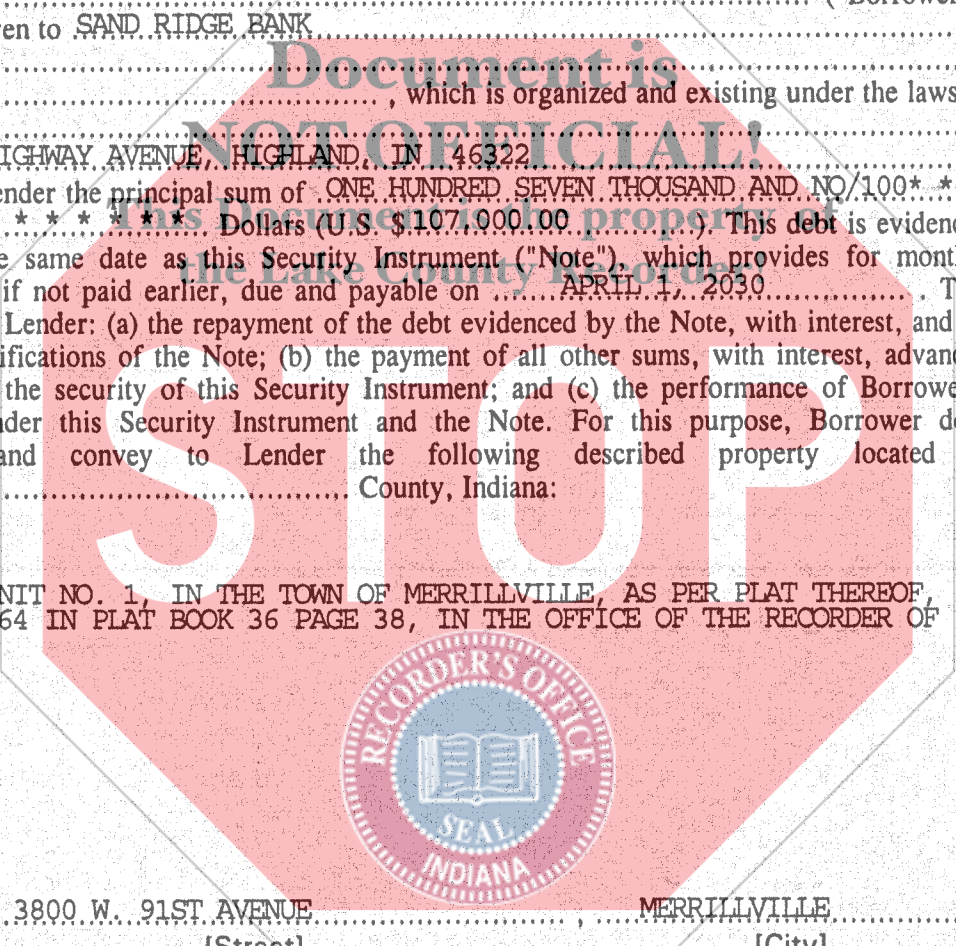 (“Borrower
en to SAND RIDGE BANK
Document is
, which is organized and existing under the laws
NOT OFFICIAL!
IGHWAY AVENUE, HIGHLAND, IN 46322
ender the principal sum of ONE HUNDRED SEVEN THOUSAND AND NO/100* *
This Document is the property of
* * * * * * * Dollars (U.S. $ 107,000.00 ). This debt is evidenc
e same date as this Security Instrument ("Note"), which provides for mont
the Lake County Recorder!
if not paid earlier, due and payable on APRIL 1, 2030 . T
Lender: (a) the repayment of the debt evidenced by the Note, with interest, and
ifications of the Note; (b) the payment of all other sums, with interest, advanc
the security of this Security Instrument; and (c) the performance of Borrowe
nder this Security Instrument and the Note. For this purpose, Borrower do
and convey to Lender the following described property located
County, Indiana:
STOP
NIT NO. 1, IN THE TOWN OF MERRILLVILLE, AS PER PLAT THEREOF,
64 IN PLAT BOOK 36 PAGE 38, IN THE OFFICE OF THE RECORDER OF
RECORDER'S OFFICE
SEAL
INDIANA
3800 W. 91ST AVENUE , MERRILLVILLE
[Street] [City]